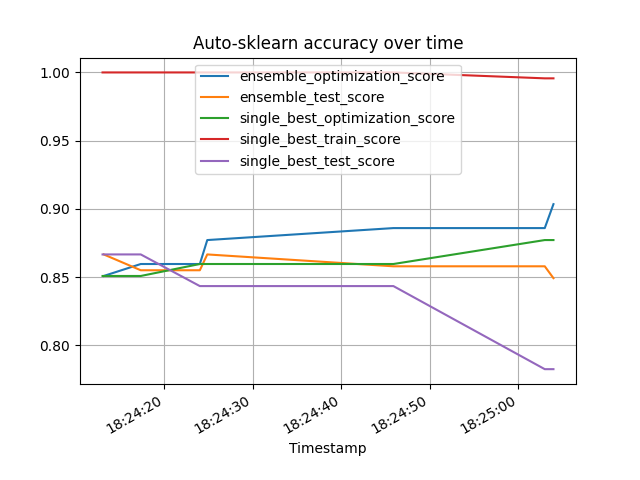 Auto-sklearn accuracy over time
1.00
0.95
0.90
0.85
0.80
ensemble_optimization_score
ensemble_test_score
single_best_optimization_score
single_best_train_score
single_best_test_score
18:24:20
18:24:30
18:24:40
18:24:50
18:25:00
Timestamp